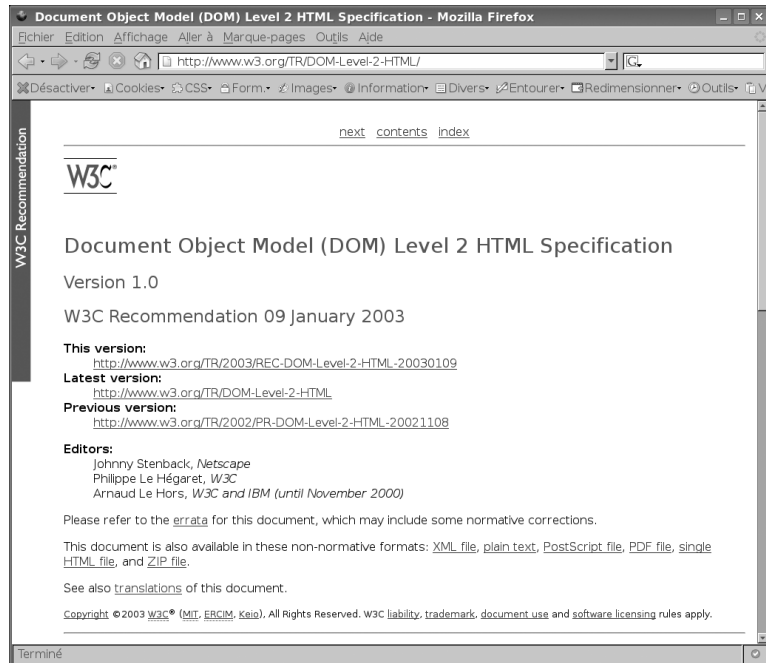 Document Object Model (DOM) Level 2 HTML Specification - Mozilla Firefox
Fichier Edition Affichage Aller à Marque-pages Outils Aide
http://www.w3.org/TR/DOM-Level-2-HTML/
Désactiver Cookies CSS Form. Images Information Divers Entourer Redimensionner Outils V
next contents index
W3C Recommendation
W3C®
Document Object Model (DOM) Level 2 HTML Specification
Version 1.0
W3C Recommendation 09 January 2003
This version:
http://www.w3.org/TR/2003/REC-DOM-Level-2-HTML-20030109
Latest version:
http://www.w3.org/TR/DOM-Level-2-HTML
Previous version:
http://www.w3.org/TR/2002/PR-DOM-Level-2-HTML-20021108
Editors:
Johnny Stenback, Netscape
Philippe Le Hégaret, W3C
Arnaud Le Hors, W3C and IBM (until November 2000)
Please refer to the errata for this document, which may include some normative corrections.
This document is also available in these non-normative formats: XML file, plain text, PostScript file, PDF file, single
HTML file, and ZIP file.
See also translations of this document.
Copyright ©2003 W3C® (MIT, ERCIM, Keio), All Rights Reserved. W3C liability, trademark, document use and software licensing rules apply.
Terminé